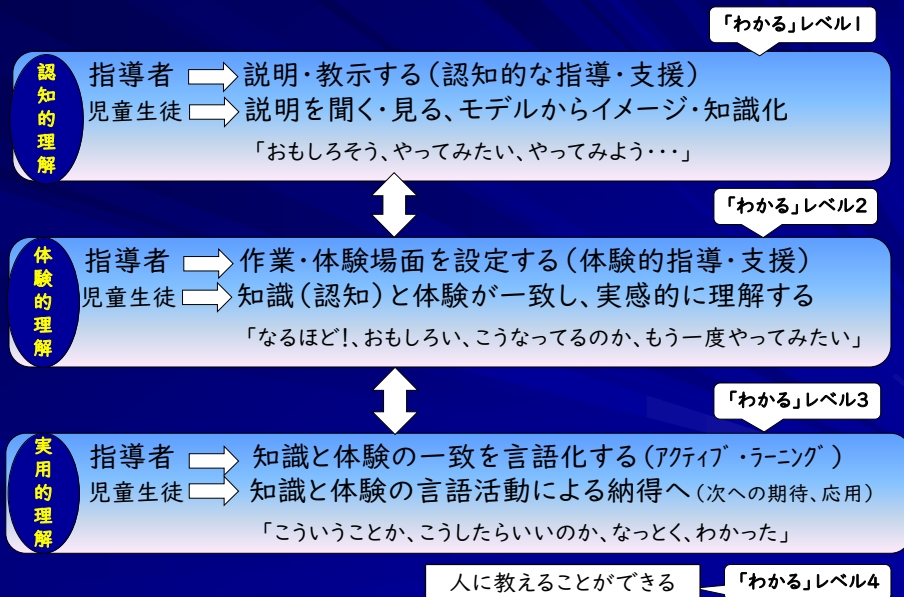 「わかる」レベル1
認知的理解
指導者 説明・教示する(認知的な指導・支援)
児童生徒 説明を聞く・見る、モデルからイメージ・知識化
「おもしろそう、やってみたい、やってみよう・・・」
「わかる」レベル2
体験的理解
指導者 作業・体験場面を設定する(体験的指導・支援)
児童生徒 知識(認知)と体験が一致し、実感的に理解する
「なるほど!、おもしろい、こうなってるのか、もう一度やってみたい」
「わかる」レベル3
実用的理解
指導者 知識と体験の一致を言語化する(アクティブ・ラーニング)
児童生徒 知識と体験の言語活動による納得へ(次への期待、応用)
「こういうことか、こうしたらいいのか、なっとく、わかった」
人に教えることができる 「わかる」レベル4